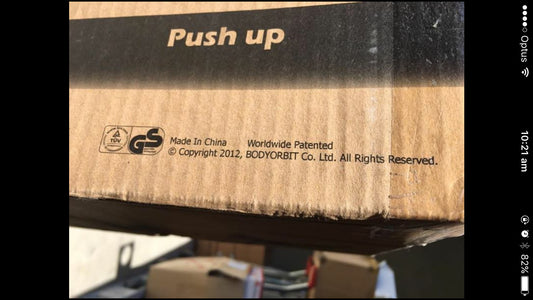 Push up
TÜV
GS
Made In China Worldwide Patented
© Copyright 2012, BODYORBIT Co. Ltd. All Rights Reserved.
Optus
10:21 am
82%